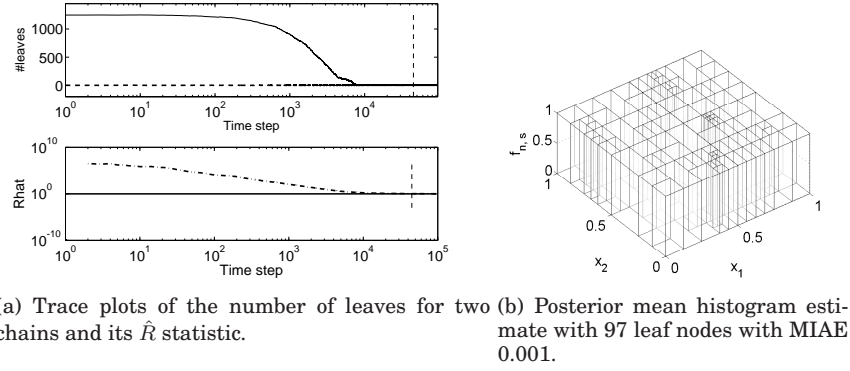 1000
500
0
#leaves
10^0 10^1 10^2 10^3 10^4
Time step
10^10
10^0
10^-10
Rhat
10^0 10^1 10^2 10^3 10^4 10^5
Time step
1
0.5
0
f_{n, s}
1
0.5
0
x_2
0
0.5
1
x_1
(a) Trace plots of the number of leaves for two
chains and its R̂ statistic.
(b) Posterior mean histogram esti-
mate with 97 leaf nodes with MIAE
0.001.